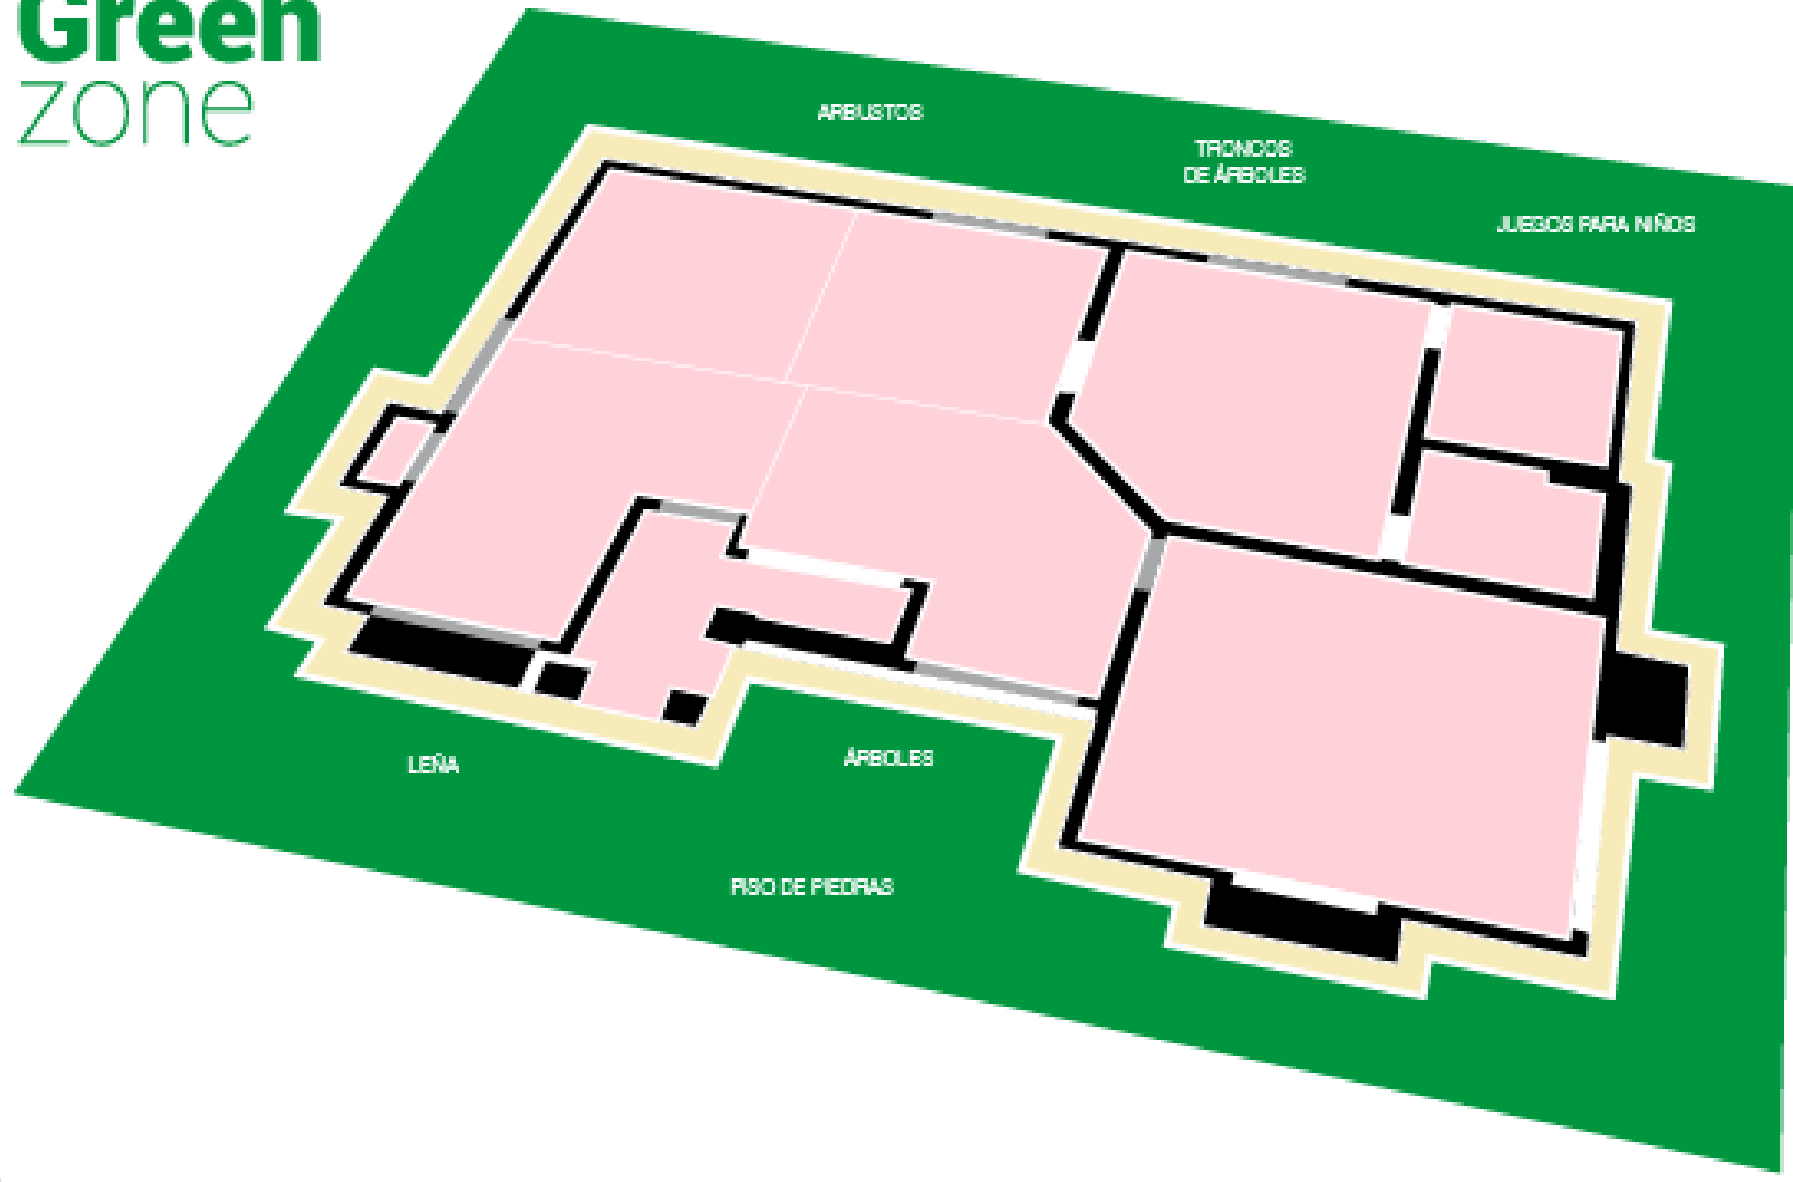 Green
zone
ARBUSTOS
TRONCOS
DE ÁRBOLES
JUEGOS PARA NIÑOS
LEÑA
ÁRBOLES
PISO DE PIEDRAS